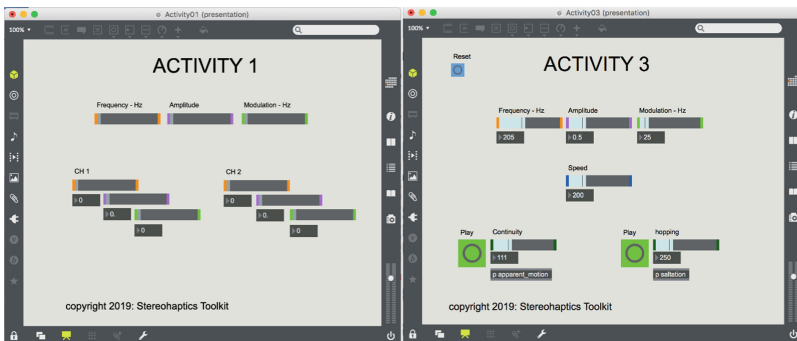 Activity01 (presentation)
100% ▾
ACTIVITY 1
Frequency - Hz Amplitude Modulation - Hz
CH 1 CH 2
0 0
0. 0.
0 0
copyright 2019: Stereohaptics Toolkit
Activity03 (presentation)
100% ▾
Reset
ACTIVITY 3
Frequency - Hz Amplitude Modulation - Hz
205 0.5 25
Speed
200
Play Continuity Play hopping
111 250
p apparent_motion p saltation
copyright 2019: Stereohaptics Toolkit